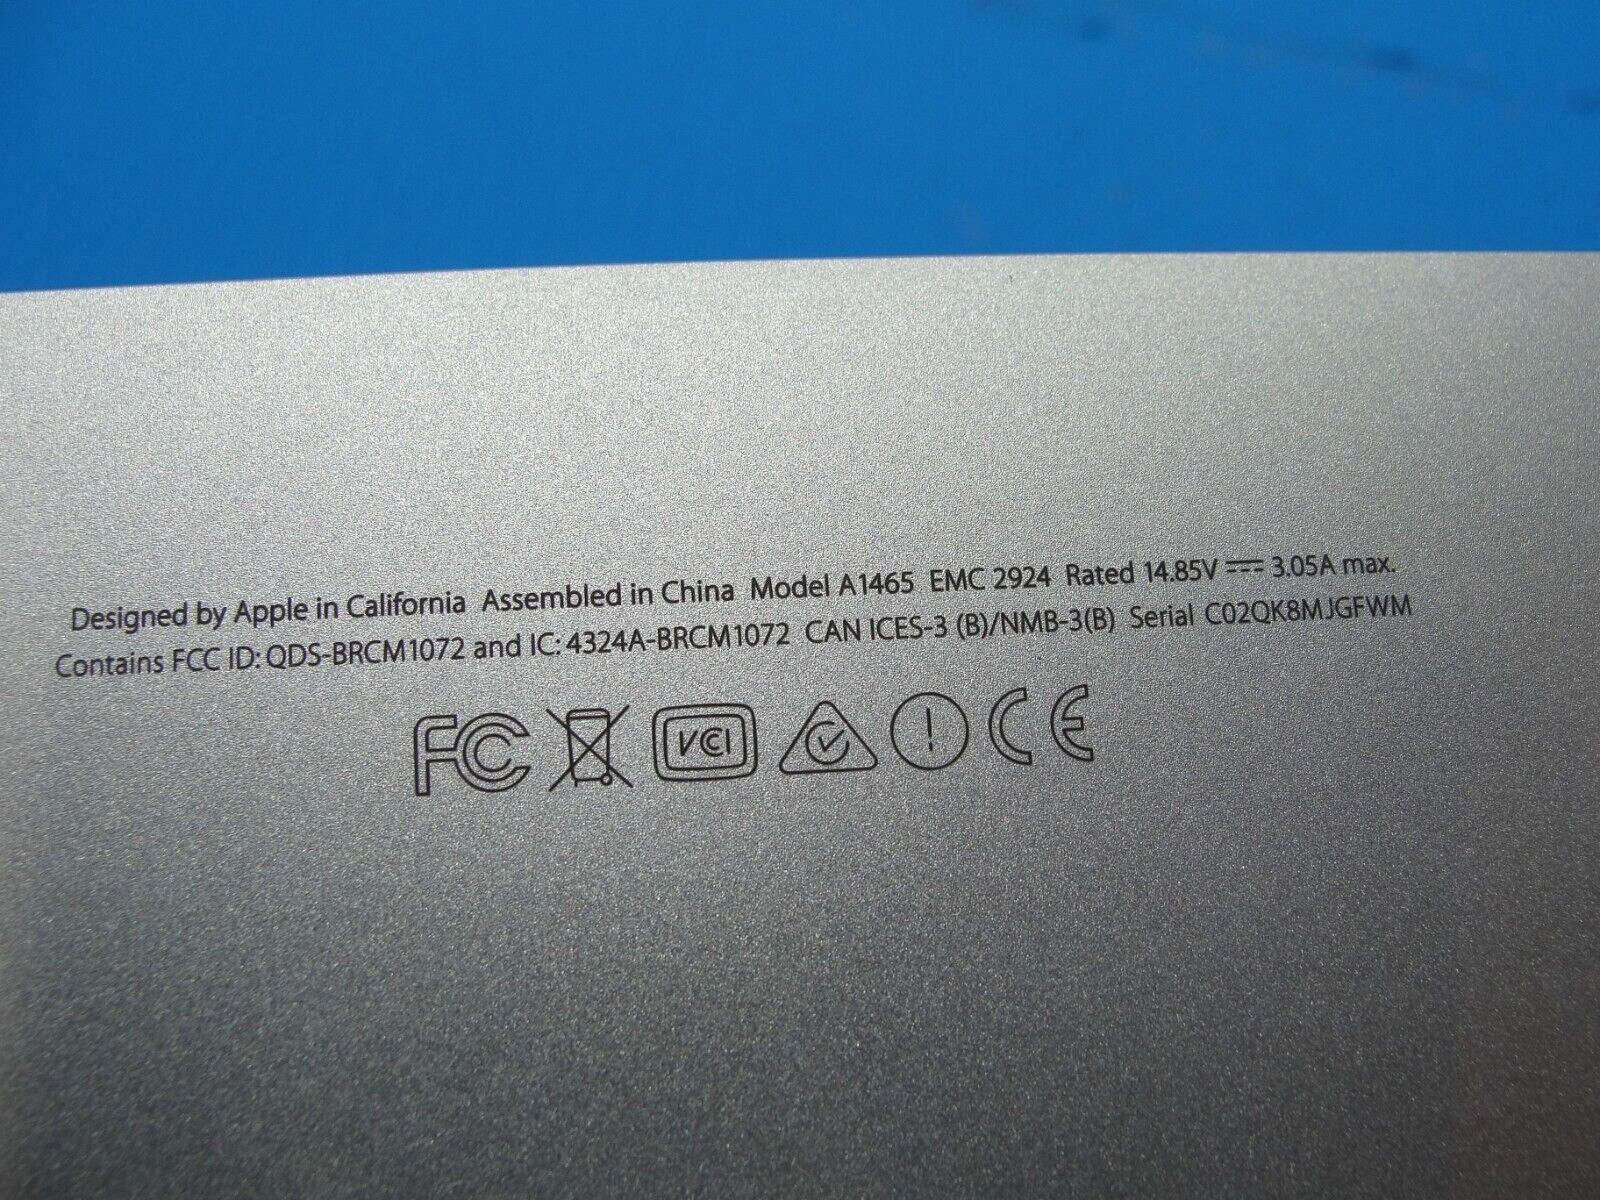 Designed by Apple in California Assembled in China Model A1465 EMC 2924 Rated 14.85V ⎓ 3.05A max.
Contains FCC ID: QDS-BRCM1072 and IC: 4324A-BRCM1072 CAN ICES-3 (B)/NMB-3(B) Serial C02QK8MJGFWM
FC VCI ! CE